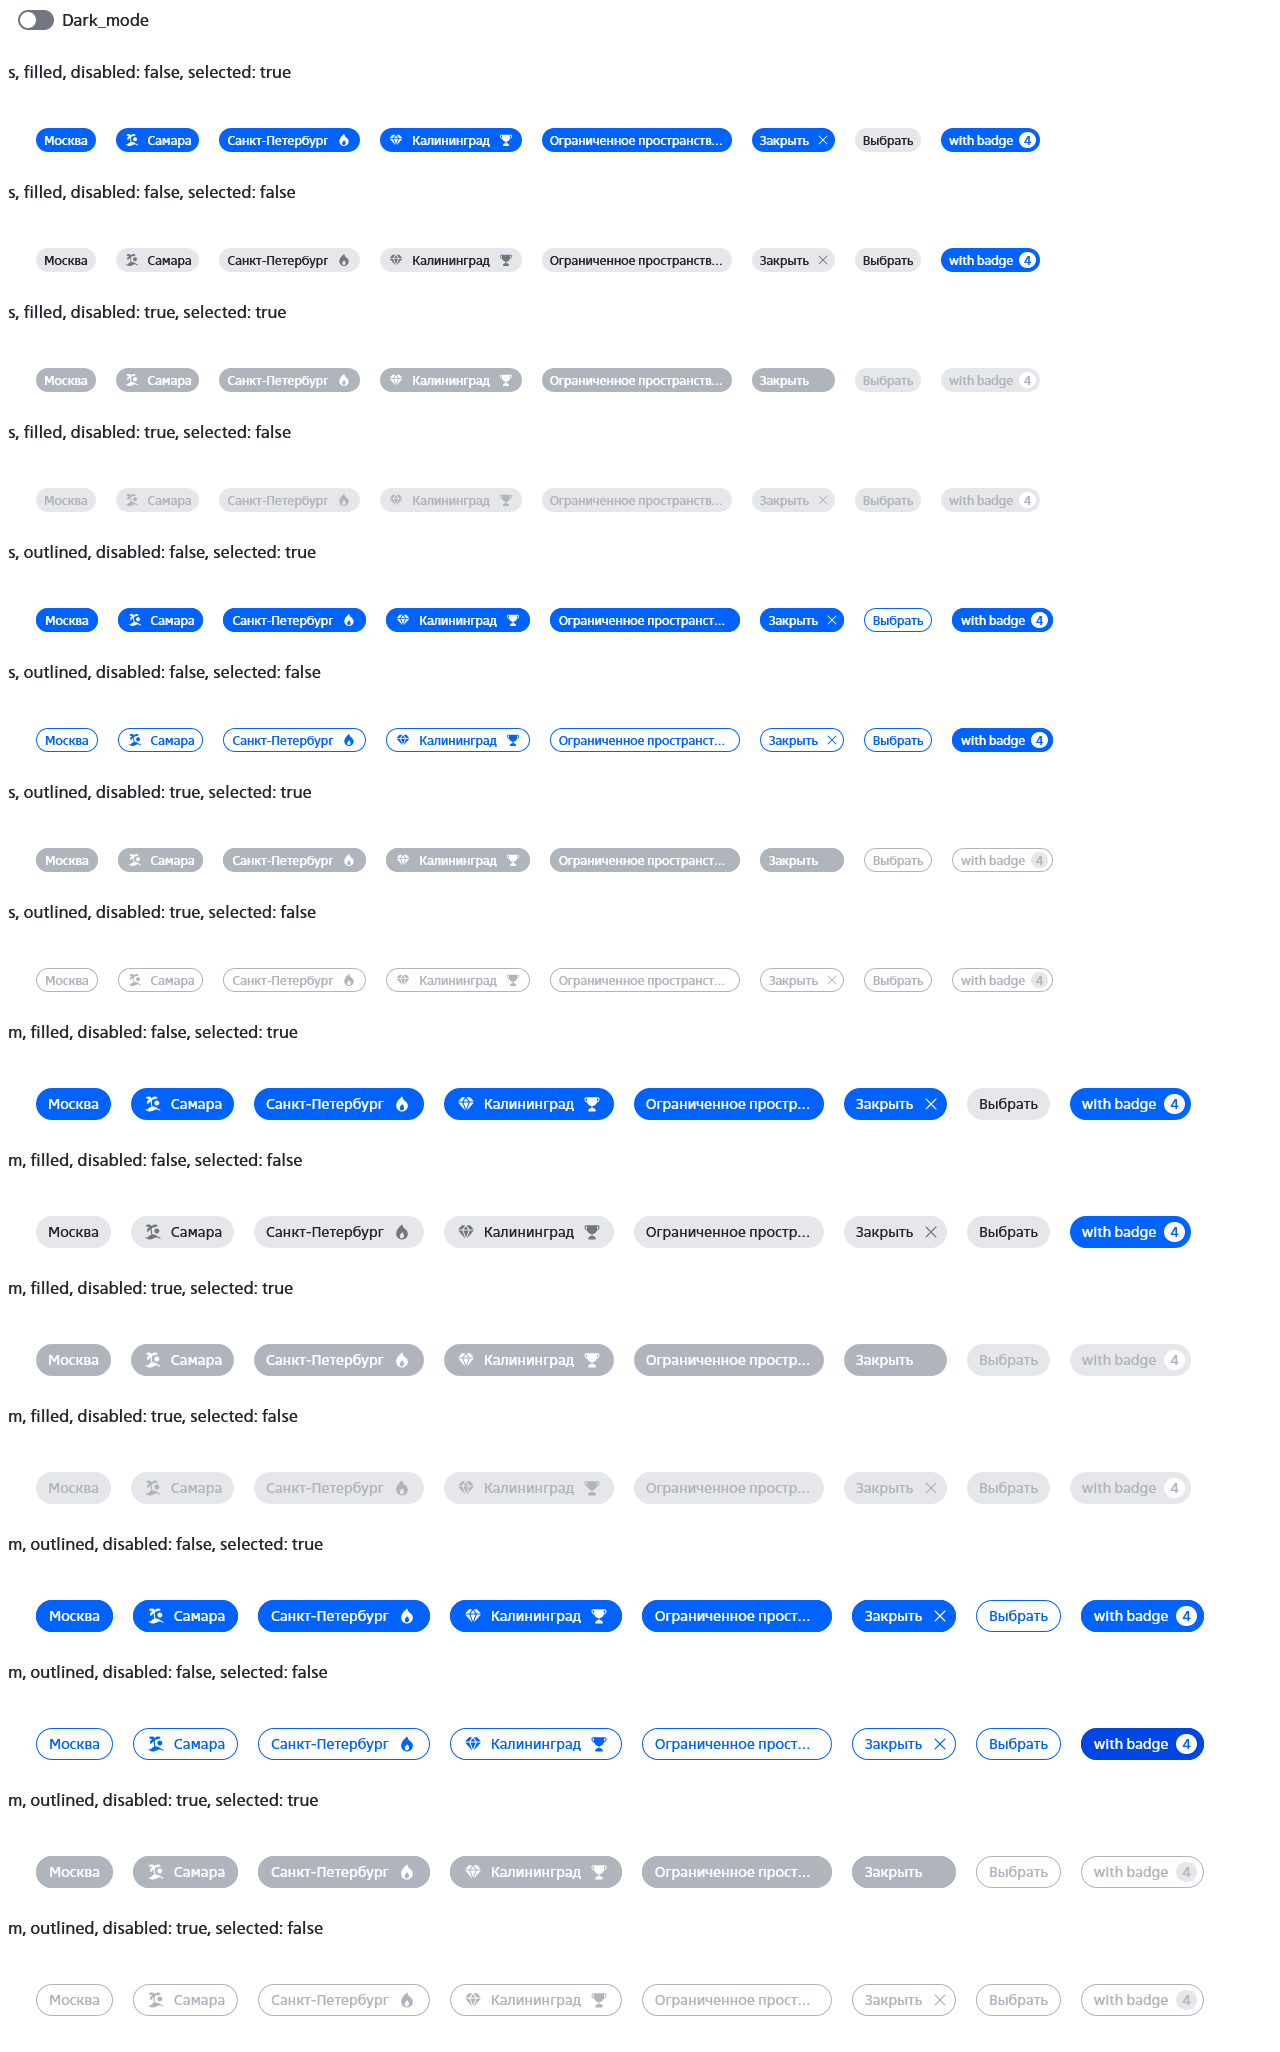 Dark_mode
s, filled, disabled: false, selected: true
Москва Самара Санкт-Петербург Калининград Ограниченное пространств... Закрыть Выбрать with badge 4
s, filled, disabled: false, selected: false
Москва Самара Санкт-Петербург Калининград Ограниченное пространств... Закрыть Выбрать with badge 4
s, filled, disabled: true, selected: true
Москва Самара Санкт-Петербург Калининград Ограниченное пространств... Закрыть Выбрать with badge 4
s, filled, disabled: true, selected: false
Москва Самара Санкт-Петербург Калининград Ограниченное пространств... Закрыть Выбрать with badge 4
s, outlined, disabled: false, selected: true
Москва Самара Санкт-Петербург Калининград Ограниченное пространст... Закрыть Выбрать with badge 4
s, outlined, disabled: false, selected: false
Москва Самара Санкт-Петербург Калининград Ограниченное пространст... Закрыть Выбрать with badge 4
s, outlined, disabled: true, selected: true
Москва Самара Санкт-Петербург Калининград Ограниченное пространст... Закрыть Выбрать with badge 4
s, outlined, disabled: true, selected: false
Москва Самара Санкт-Петербург Калининград Ограниченное пространст... Закрыть Выбрать with badge 4
m, filled, disabled: false, selected: true
Москва Самара Санкт-Петербург Калининград Ограниченное простр... Закрыть Выбрать with badge 4
m, filled, disabled: false, selected: false
Москва Самара Санкт-Петербург Калининград Ограниченное простр... Закрыть Выбрать with badge 4
m, filled, disabled: true, selected: true
Москва Самара Санкт-Петербург Калининград Ограниченное простр... Закрыть Выбрать with badge 4
m, filled, disabled: true, selected: false
Москва Самара Санкт-Петербург Калининград Ограниченное простр... Закрыть Выбрать with badge 4
m, outlined, disabled: false, selected: true
Москва Самара Санкт-Петербург Калининград Ограниченное прост... Закрыть Выбрать with badge 4
m, outlined, disabled: false, selected: false
Москва Самара Санкт-Петербург Калининград Ограниченное прост... Закрыть Выбрать with badge 4
m, outlined, disabled: true, selected: true
Москва Самара Санкт-Петербург Калининград Ограниченное прост... Закрыть Выбрать with badge 4
m, outlined, disabled: true, selected: false
Москва Самара Санкт-Петербург Калининград Ограниченное прост... Закрыть Выбрать with badge 4